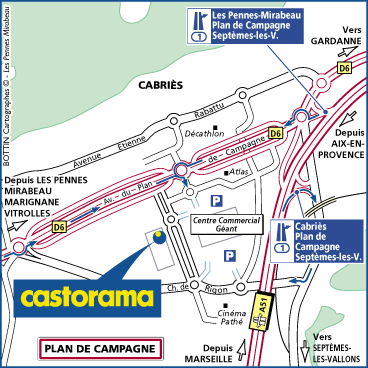 Les Pennes-Mirabeau
Plan de Campagne
Septèmes-les-V.
1
Vers
GARDANNE
D6
BOTTIN Cartographes © - Les Pennes Mirabeau
CABRIÈS
Avenue Etienne Rabattu
Décathlon
D6
Depuis
AIX-EN-
PROVENCE
Av. du Plan de Campagne
Atlas
Depuis LES PENNES
MIRABEAU
MARIGNANE
VITROLLES
D6
P
Centre Commercial
Géant
P
Cabriès
Plan de
Campagne
Septèmes-les-V.
1
castorama
Ch. de Rigon
P
A51
Cinéma
Pathé
PLAN DE CAMPAGNE
Depuis
MARSEILLE
Vers
SEPTÈMES-
LES-VALLONS